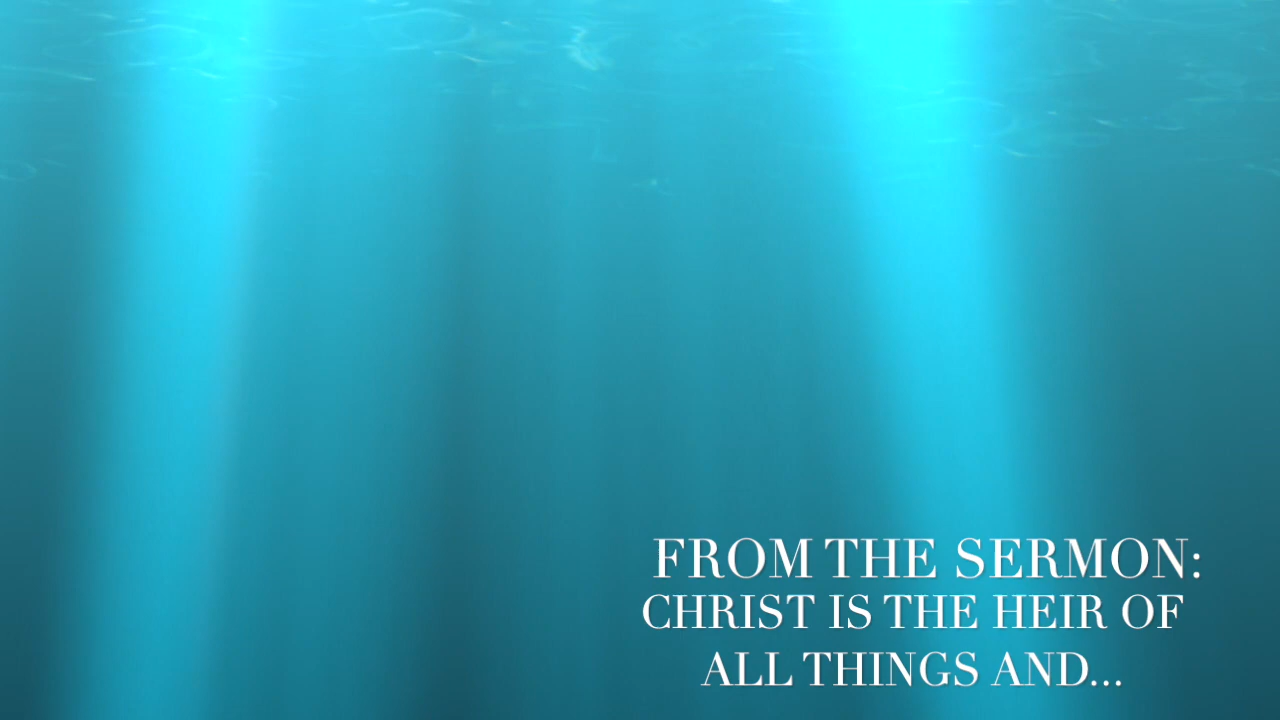 FROM THE SERMON:
CHRIST IS THE HEIR OF
ALL THINGS AND...